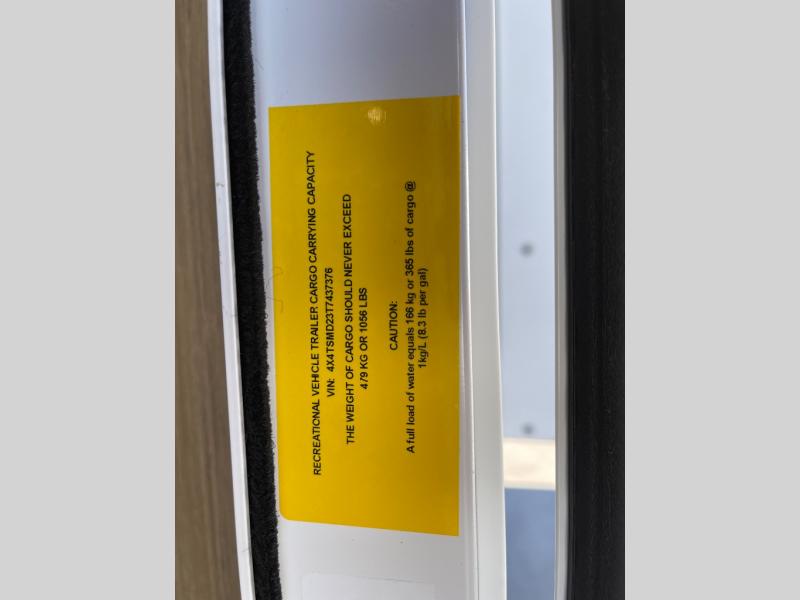 RECREATIONAL VEHICLE TRAILER CARGO CARRYING CAPACITY
VIN: 4X4TSMD23T7437376
THE WEIGHT OF CARGO SHOULD NEVER EXCEED
479 KG OR 1056 LBS
CAUTION:
A full load of water equals 166 kg or 365 lbs of cargo @
1kg/L (8.3 lb per gal)